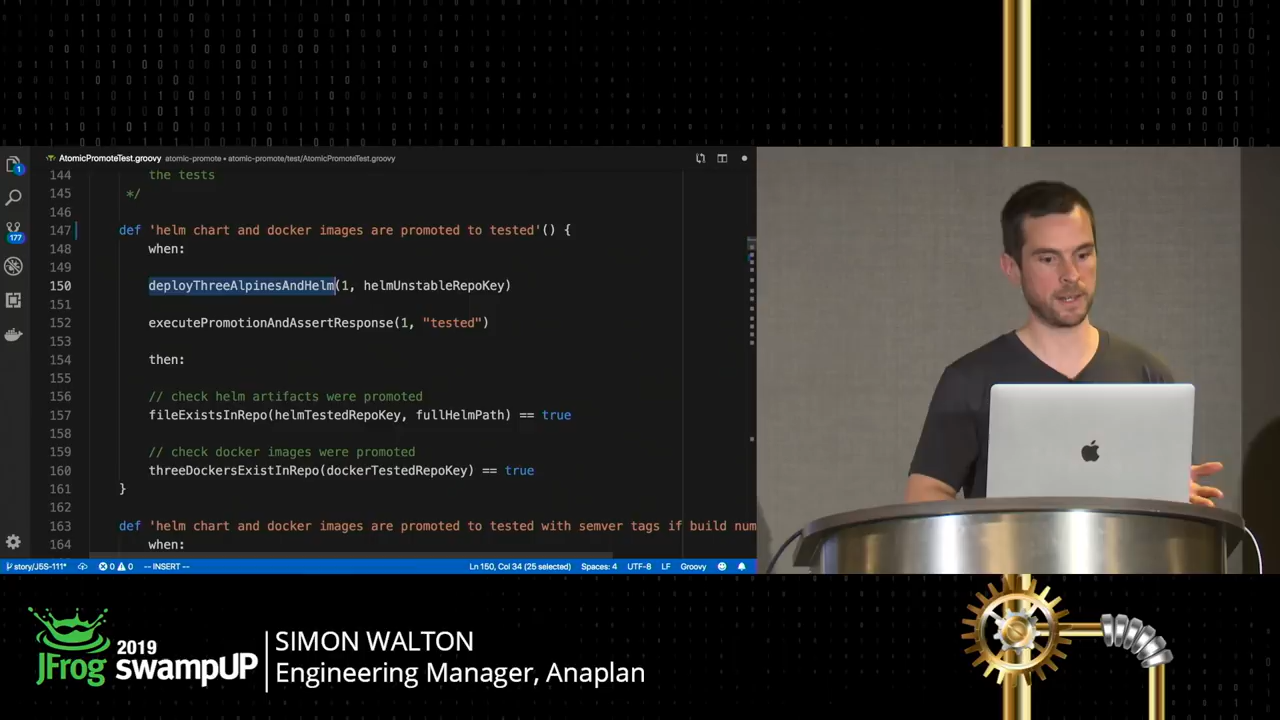 AtomicPromoteTest.groovy atomic-promote • atomic-promote/test/AtomicPromoteTest.groovy
144 the tests
145 */
146
147 def 'helm chart and docker images are promoted to tested'() {
148 when:
149
150 deployThreeAlpinesAndHelm(1, helmUnstableRepoKey)
151
152 executePromotionAndAssertResponse(1, "tested")
153
154 then:
155
156 // check helm artifacts were promoted
157 fileExistsInRepo(helmTestedRepoKey, fullHelmPath) == true
158
159 // check docker images were promoted
160 threeDockersExistInRepo(dockerTestedRepoKey) == true
161 }
162
163 def 'helm chart and docker images are promoted to tested with semver tags if build num
164 when:
1
177
story/J5S-111* 0 0 -- INSERT -- Ln 150, Col 34 (25 selected) Spaces: 4 UTF-8 LF Groovy
JFrog 2019 swampUP
SIMON WALTON
Engineering Manager, Anaplan